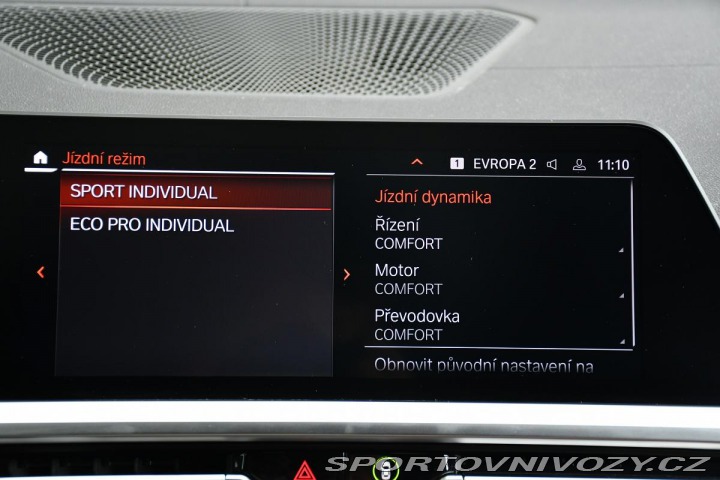 Jízdní režim
1 EVROPA 2 11:10
SPORT INDIVIDUAL
ECO PRO INDIVIDUAL
Jízdní dynamika
Řízení
COMFORT
Motor
COMFORT
Převodovka
COMFORT
Obnovit původní nastavení na
SPORTOVNIVOZY.CZ